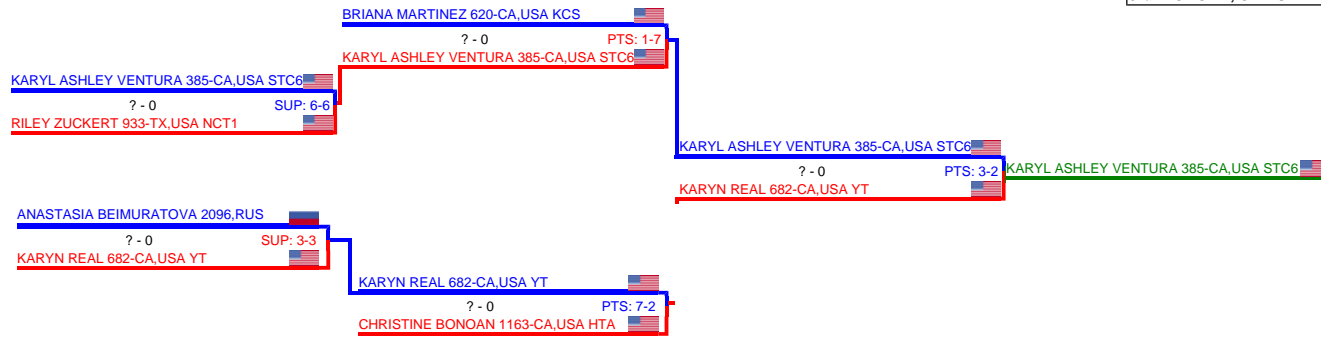 BRIANA MARTINEZ 620-CA,USA KCS
? - 0
PTS: 1-7
KARYL ASHLEY VENTURA 385-CA,USA STC6
KARYL ASHLEY VENTURA 385-CA,USA STC6
? - 0
SUP: 6-6
RILEY ZUCKERT 933-TX,USA NCT1
KARYL ASHLEY VENTURA 385-CA,USA STC6
? - 0
PTS: 3-2
KARYN REAL 682-CA,USA YT
KARYL ASHLEY VENTURA 385-CA,USA STC6
ANASTASIA BEIMURATOVA 2096,RUS
? - 0
SUP: 3-3
KARYN REAL 682-CA,USA YT
KARYN REAL 682-CA,USA YT
? - 0
PTS: 7-2
CHRISTINE BONOAN 1163-CA,USA HTA